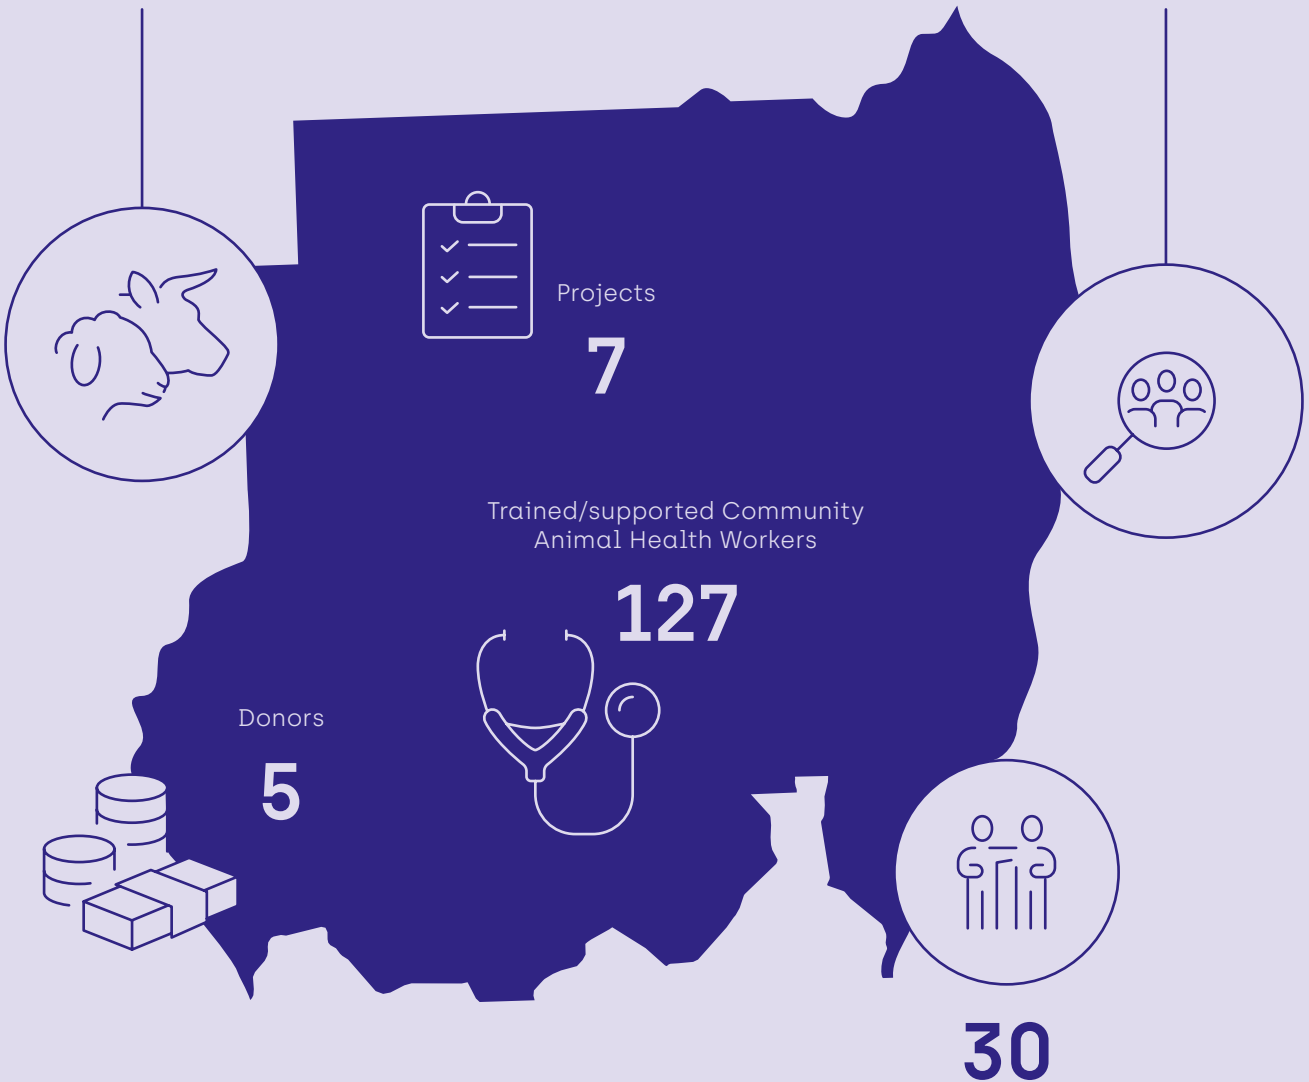 Projects
7
Trained/supported Community
Animal Health Workers
127
Donors
5
30